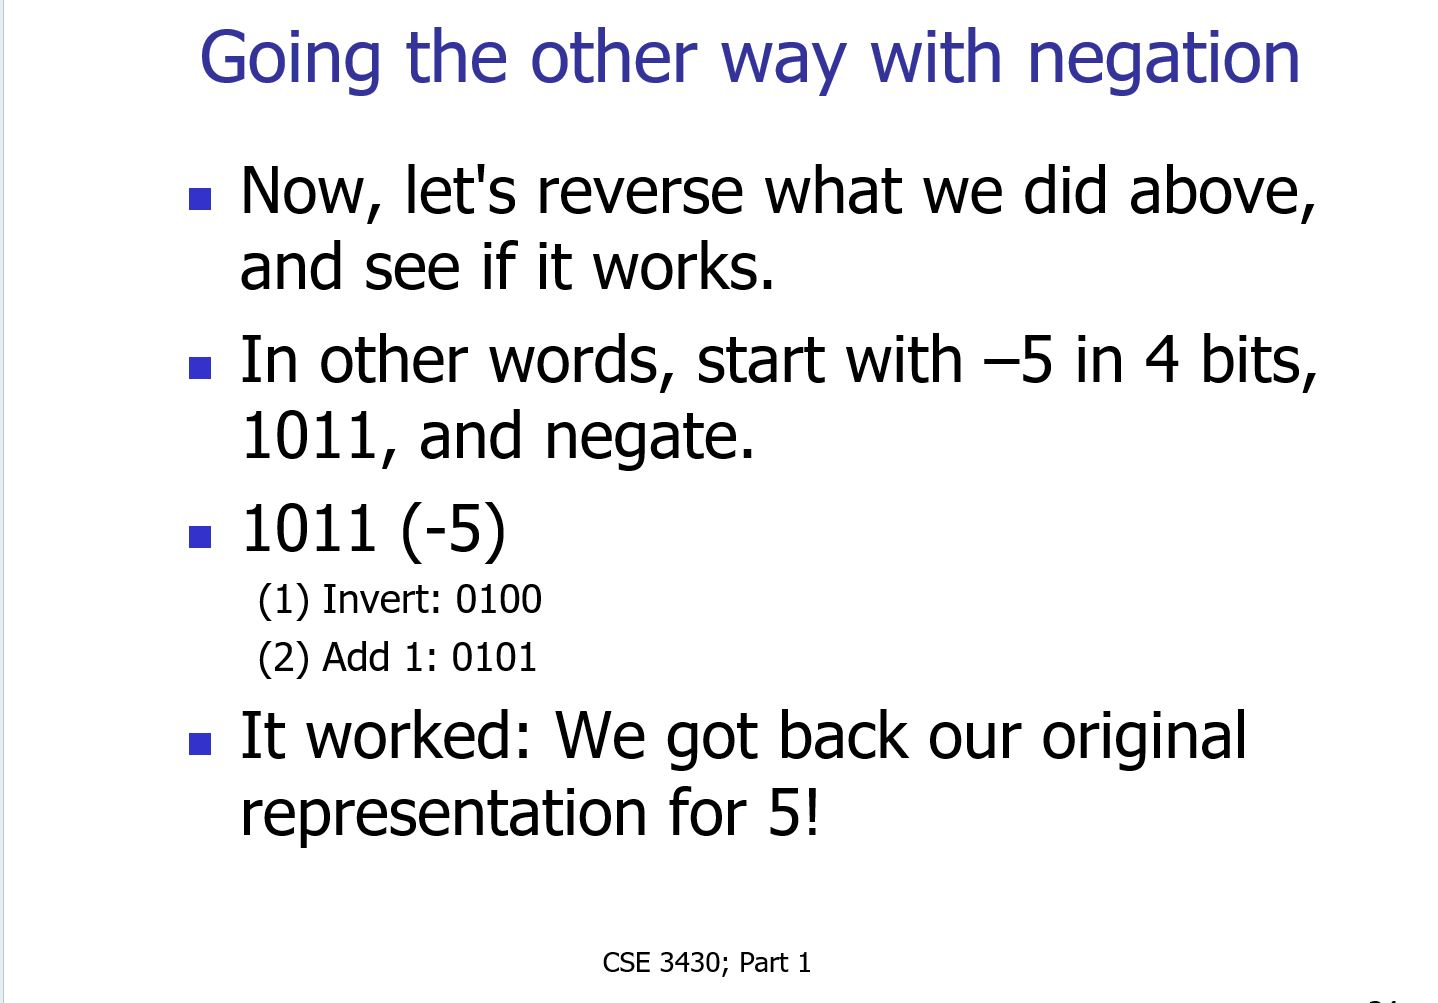 Going the other way with negation
Now, let's reverse what we did above,
and see if it works.
In other words, start with –5 in 4 bits,
1011, and negate.
1011 (-5)
(1) Invert: 0100
(2) Add 1: 0101
It worked: We got back our original
representation for 5!
CSE 3430; Part 1